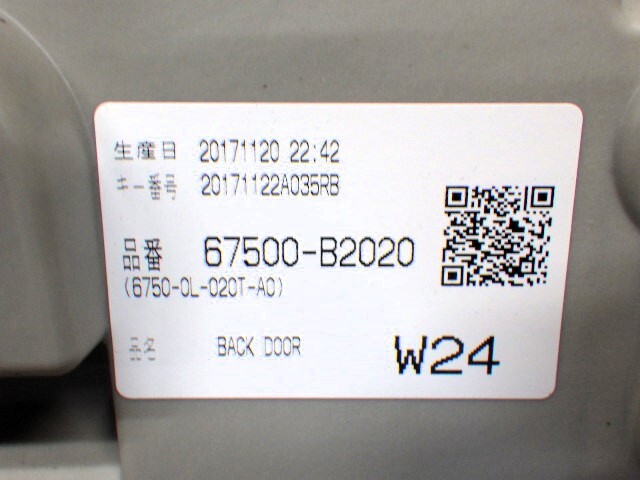 生産日 20171120 22:42
キー番号 20171122A035RB
品番 67500-B2020
(6750-0L-020T-A0)
品名 BACK DOOR
W24